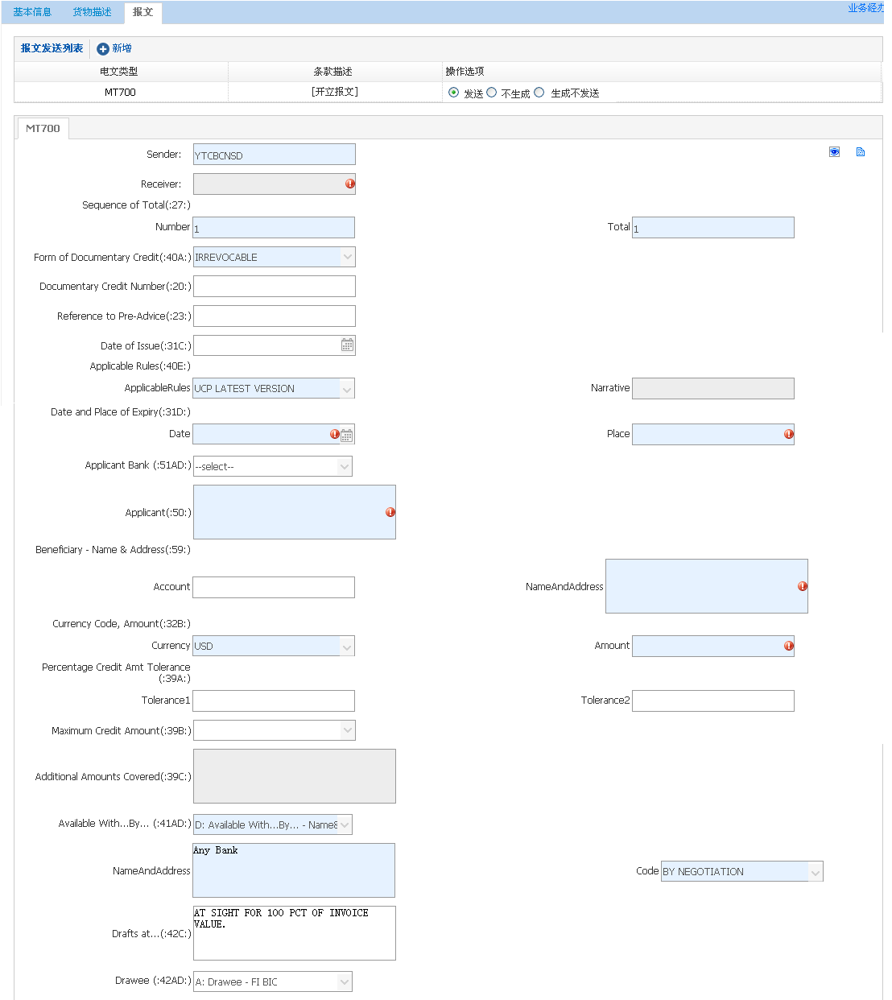 基本信息 货物描述 报文 业务经办
报文发送列表 新增
电文类型 条款描述 操作选项
MT700 [开立报文] 发送 不生成 生成不发送
MT700
Sender: YTCBCNSD
Receiver:
Sequence of Total(:27:)
Number 1 Total 1
Form of Documentary Credit(:40A:) IRREVOCABLE
Documentary Credit Number(:20:)
Reference to Pre-Advice(:23:)
Date of Issue(:31C:)
Applicable Rules(:40E:)
ApplicableRules UCP LATEST VERSION Narrative
Date and Place of Expiry(:31D:)
Date Place
Applicant Bank (:51AD:) --select--
Applicant(:50:)
Beneficiary - Name & Address(:59:)
Account NameAndAddress
Currency Code, Amount(:32B:)
Currency USD Amount
Percentage Credit Amt Tolerance
(:39A:)
Tolerance1 Tolerance2
Maximum Credit Amount(:39B:)
Additional Amounts Covered(:39C:)
Available With...By... (:41AD:) D: Available With...By... - Name&
NameAndAddress Any Bank Code BY NEGOTIATION
Drafts at...(:42C:) AT SIGHT FOR 100 PCT OF INVOICE
VALUE.
Drawee (:42AD:) A: Drawee - FI BIC